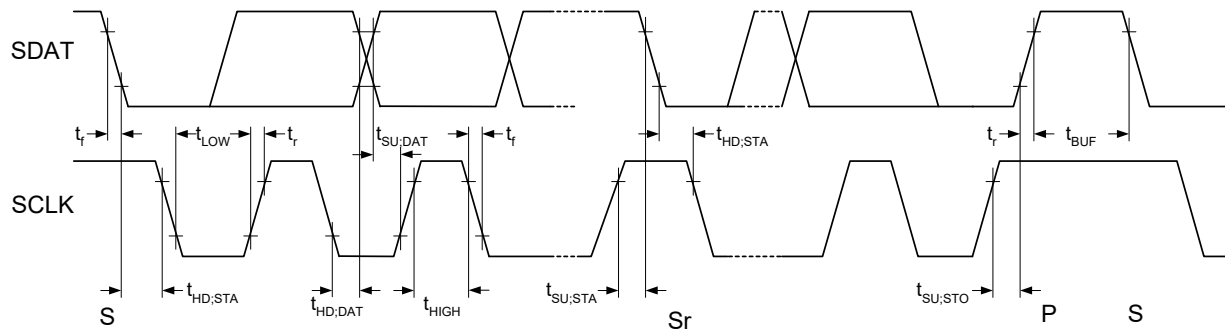 SDAT
t_f t_LOW t_r t_SU;DAT t_f t_HD;STA t_r t_BUF
SCLK
t_HD;STA t_HD;DAT t_HIGH t_SU;STA t_SU;STO
S Sr P S